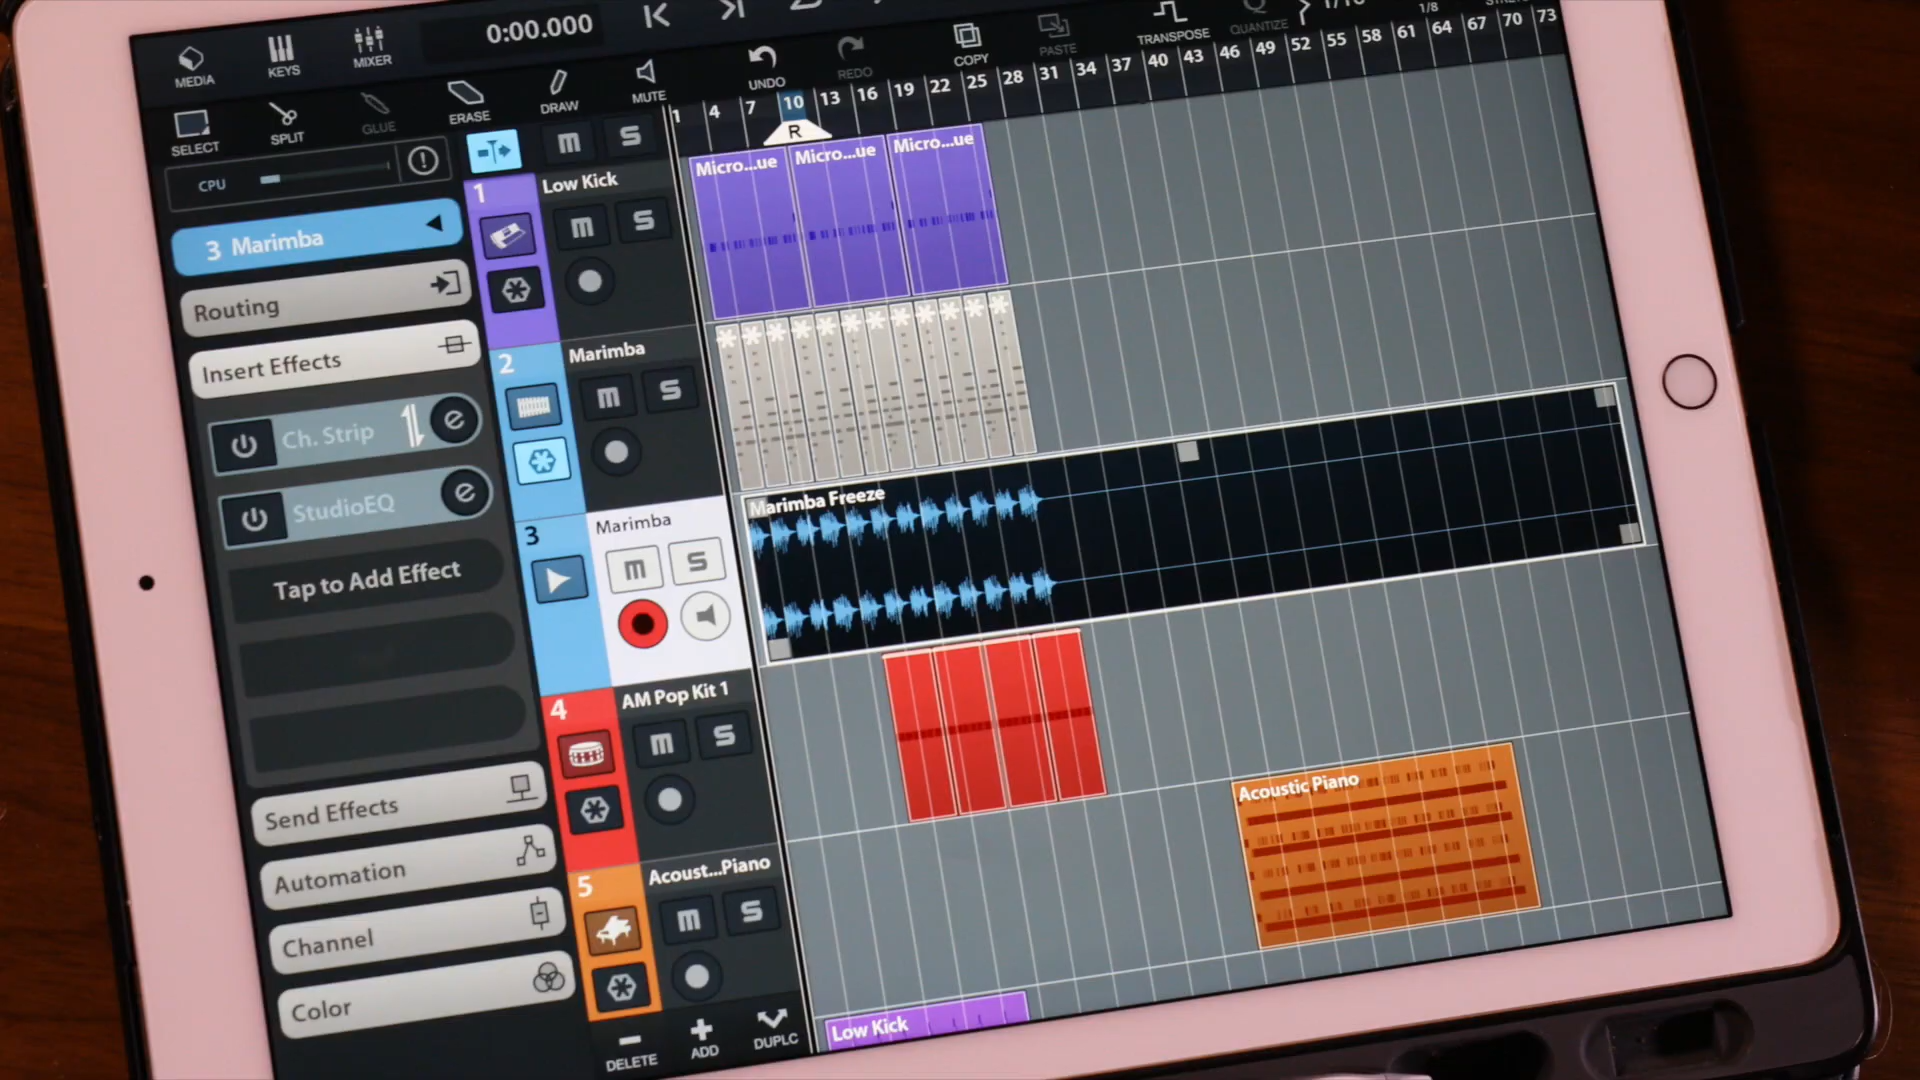 0:00.000
MEDIA
KEYS
MIXER
UNDO
REDO
COPY
PASTE
TRANSPOSE
QUANTIZE
1/16
1/8
SELECT
SPLIT
GLUE
ERASE
DRAW
MUTE
1 4 7 10 13 16 19 22 25 28 31 34 37 40 43 46 49 52 55 58 61 64 67 70 73
R
CPU
m S
3 Marimba
Routing
Insert Effects
Ch. Strip e
StudioEQ e
Tap to Add Effect
Send Effects
Automation
Channel
Color
1 Low Kick
m S
2 Marimba
m S
3 Marimba
m S
4 AM Pop Kit 1
m S
5 Acoust...Piano
m S
DELETE
ADD
DUPLC
Micro...ue Micro...ue Micro...ue
Marimba Freeze
Acoustic Piano
Low Kick